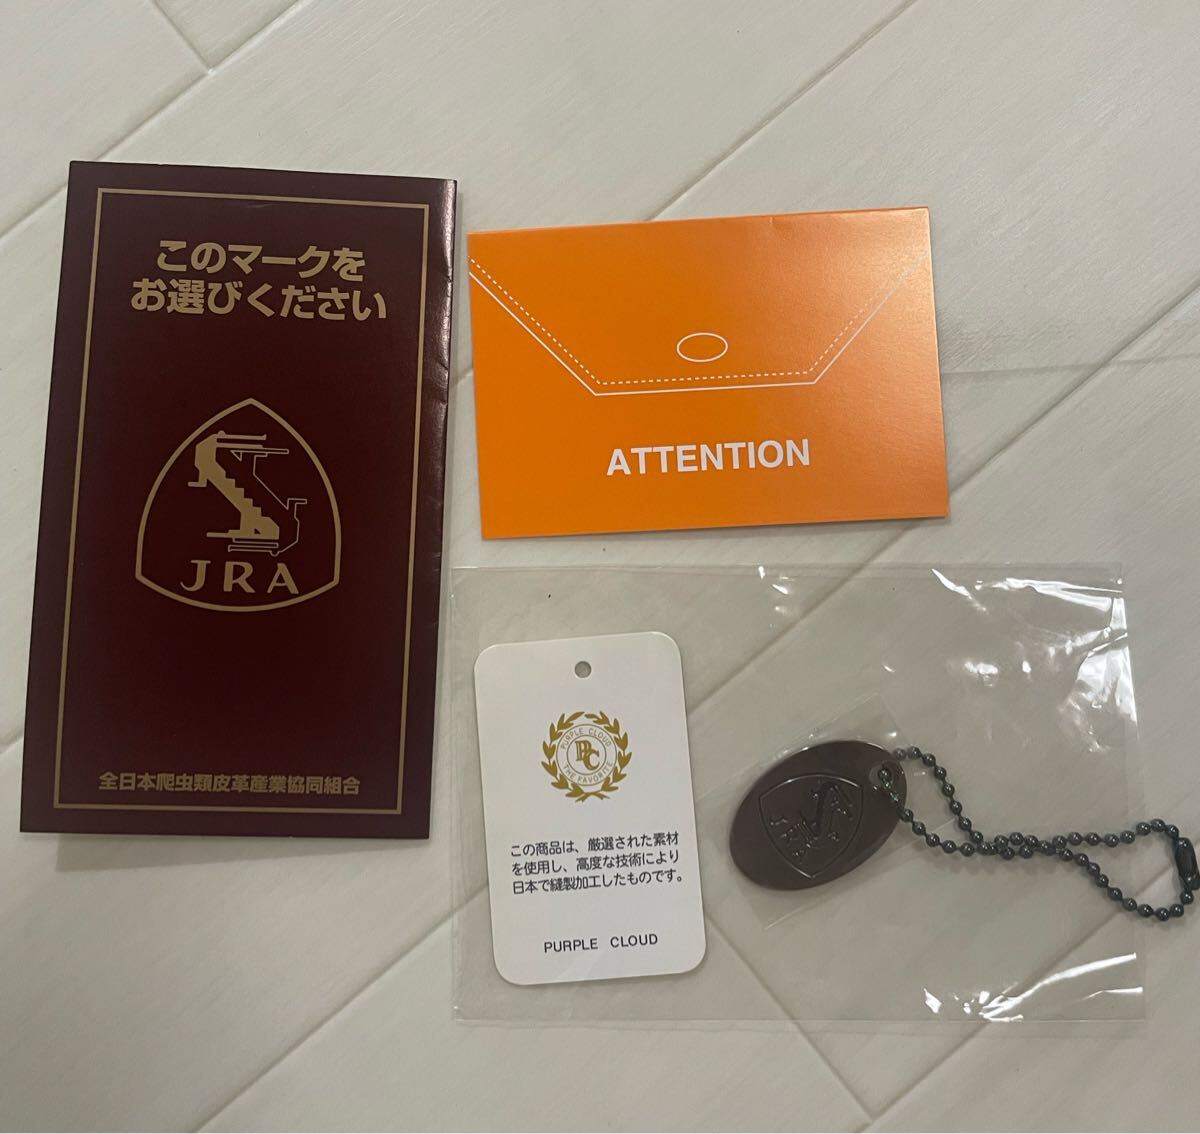 このマークを
お選びください
JRA
全日本爬虫類皮革産業協同組合
ATTENTION
PURPLE CLOUD
PC
THE FAVORITE
この商品は、厳選された素材
を使用し、高度な技術により
日本で縫製加工したものです。
PURPLE CLOUD
JRA